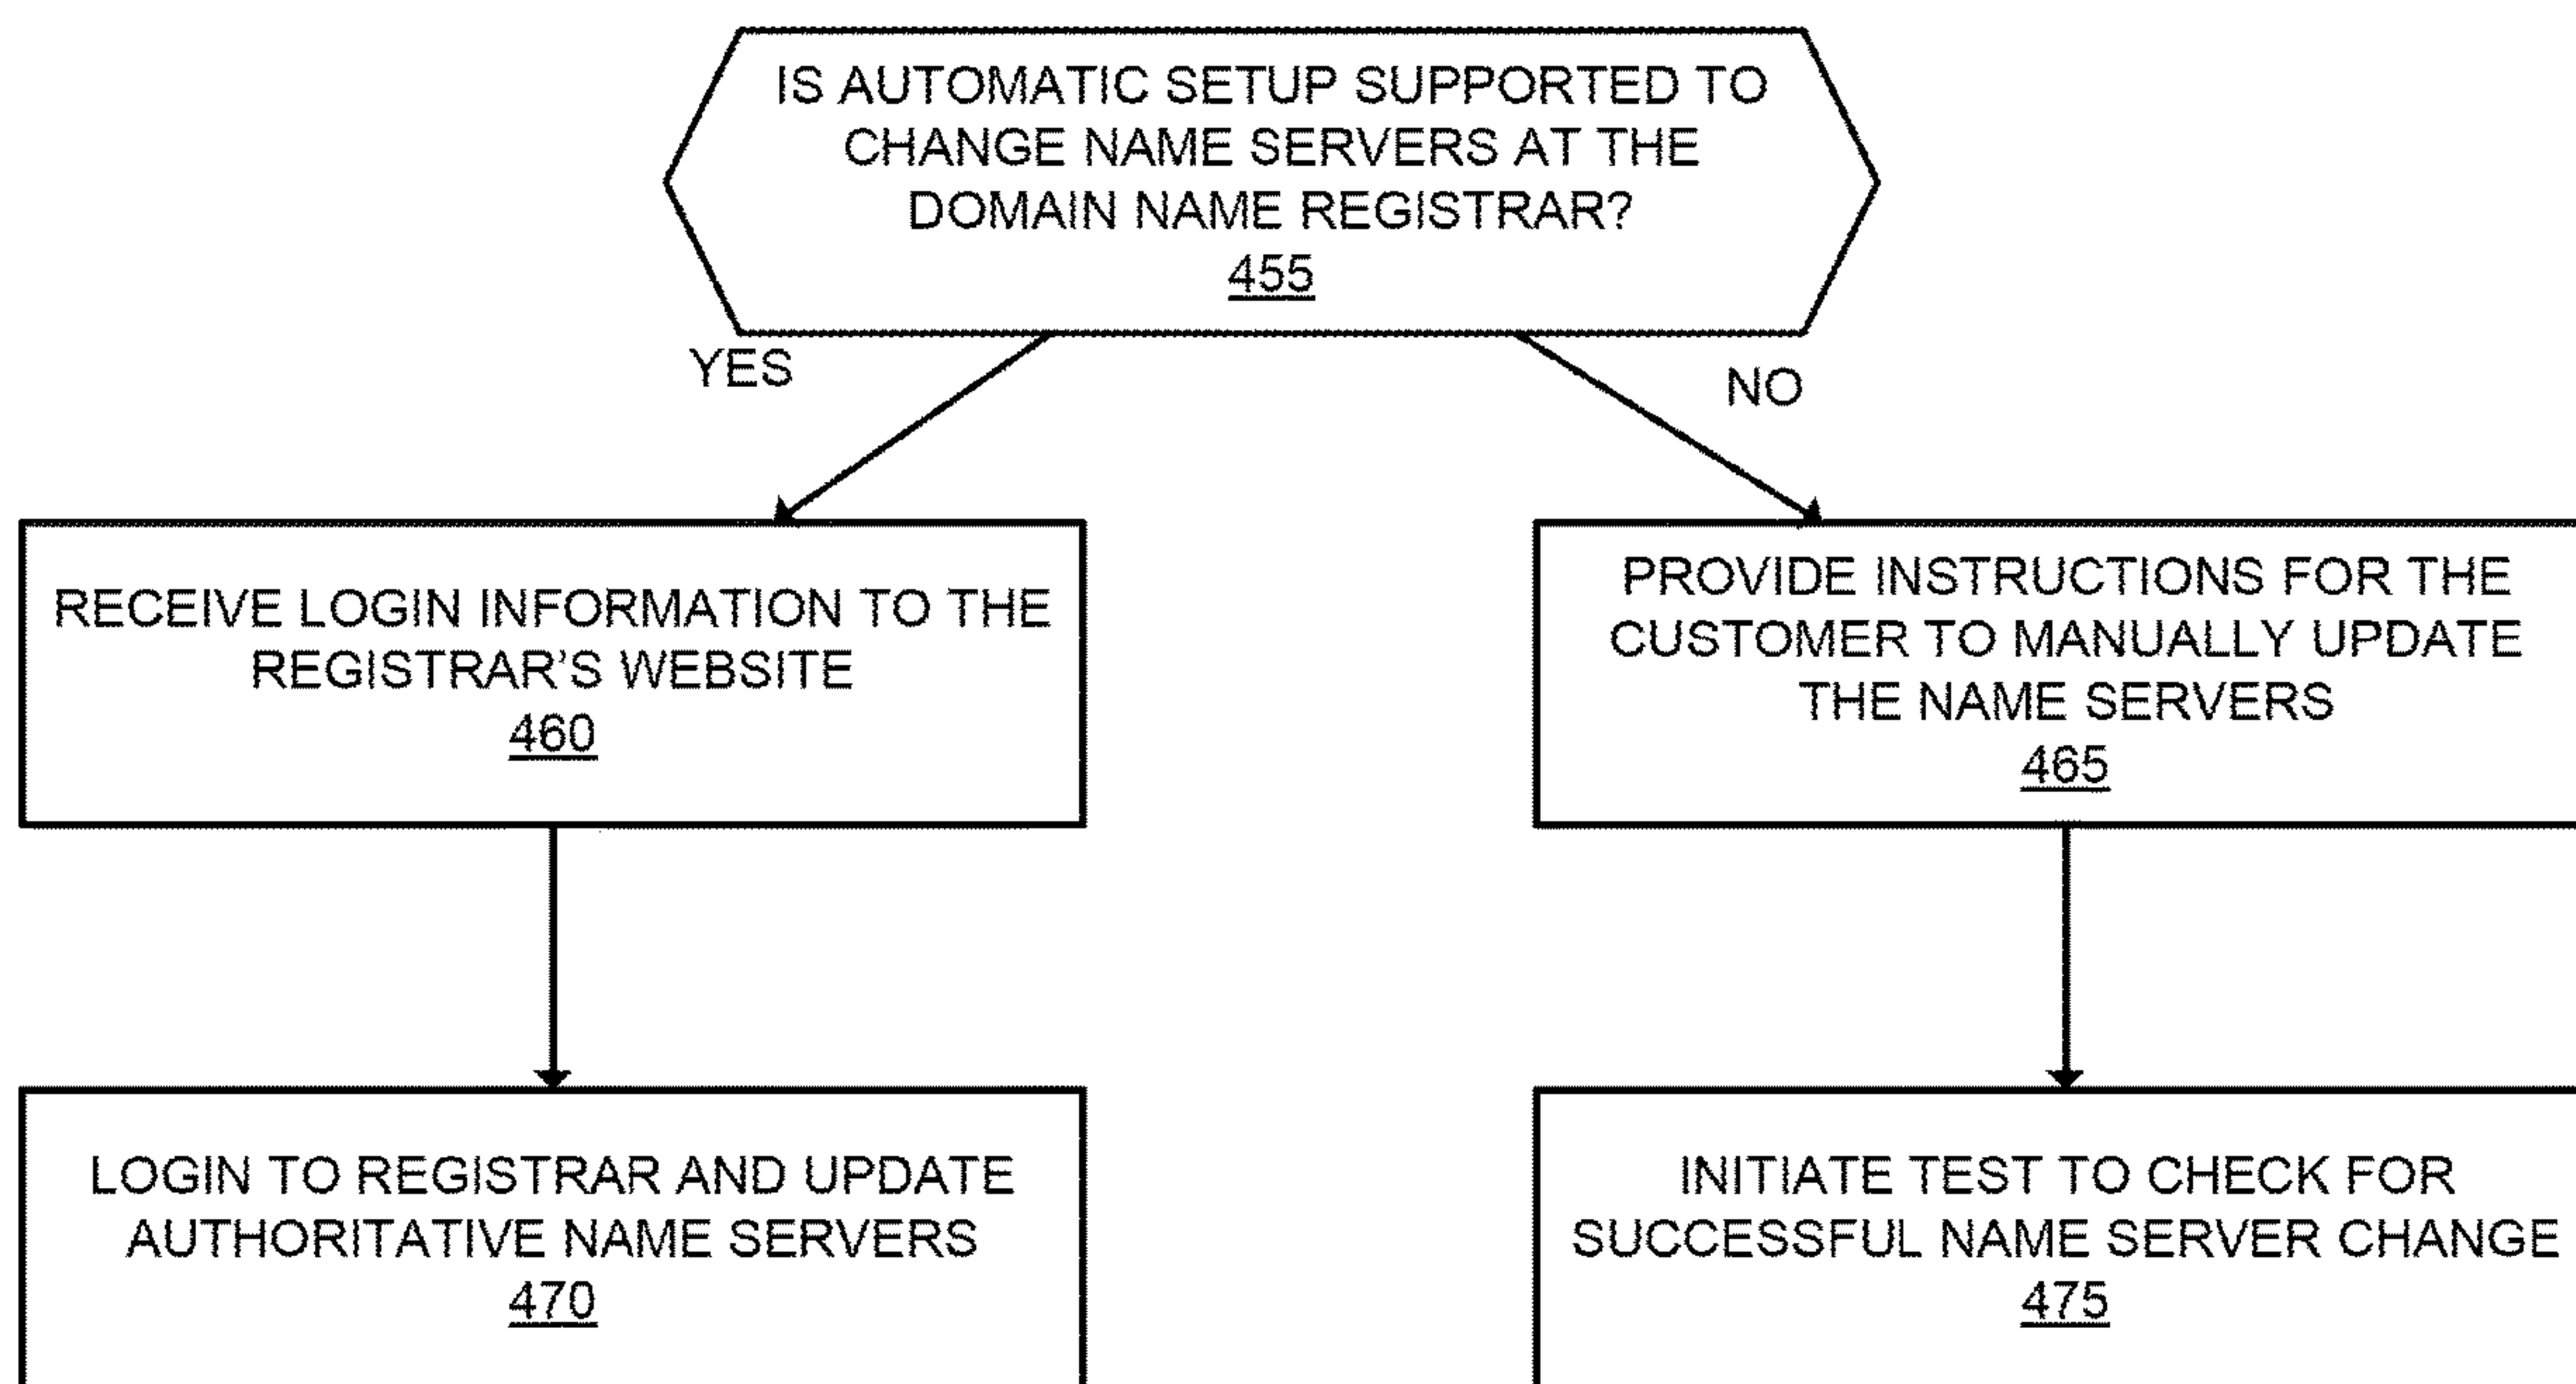 IS AUTOMATIC SETUP SUPPORTED TO
CHANGE NAME SERVERS AT THE
DOMAIN NAME REGISTRAR?
455
YES
NO
RECEIVE LOGIN INFORMATION TO THE
REGISTRAR'S WEBSITE
460
PROVIDE INSTRUCTIONS FOR THE
CUSTOMER TO MANUALLY UPDATE
THE NAME SERVERS
465
LOGIN TO REGISTRAR AND UPDATE
AUTHORITATIVE NAME SERVERS
470
INITIATE TEST TO CHECK FOR
SUCCESSFUL NAME SERVER CHANGE
475